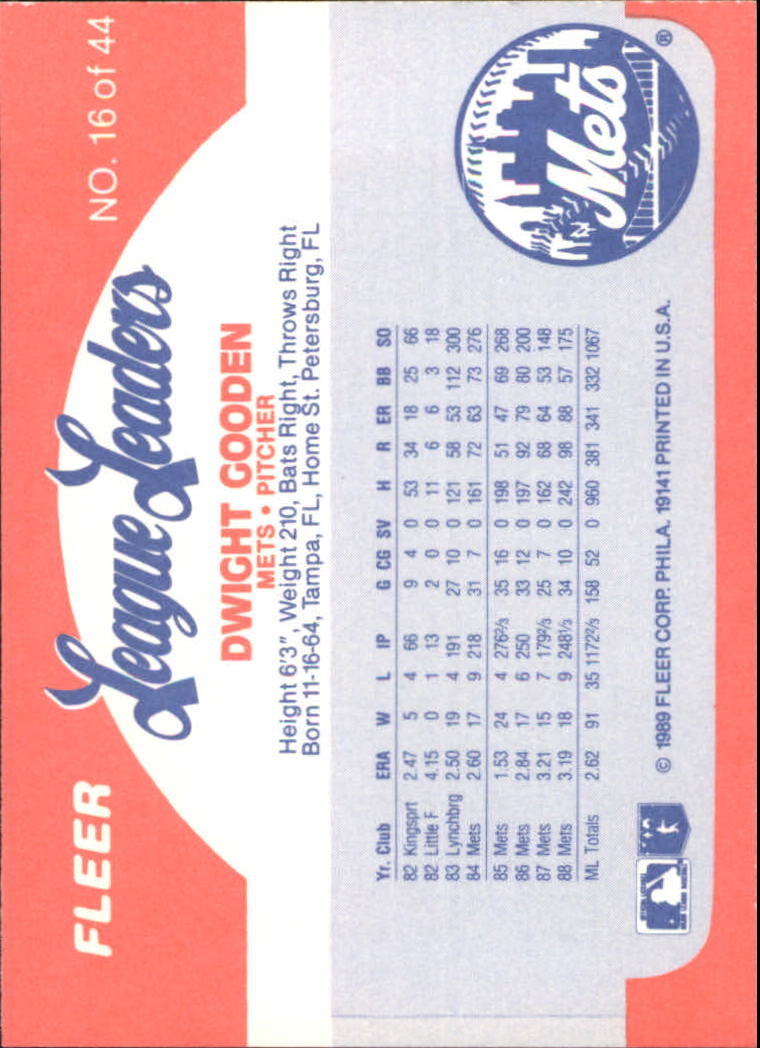 FLEER
League Leaders
NO. 16 of 44
DWIGHT GOODEN
METS • PITCHER
Height 6'3", Weight 210, Bats Right, Throws Right
Born 11-16-64, Tampa, FL, Home St. Petersburg, FL
Yr. Club ERA W L IP G CG SV H R ER BB SO
82 Kingsprt 2.47 5 4 66 9 4 0 53 34 18 25 66
82 Little F 4.15 0 1 13 2 0 0 11 6 6 3 18
83 Lynchbrg 2.50 19 4 191 27 10 0 121 58 53 112 300
84 Mets 2.60 17 9 218 31 7 0 161 72 63 73 276
85 Mets 1.53 24 4 276⅔ 35 16 0 198 51 47 69 268
86 Mets 2.84 17 6 250 33 12 0 197 92 79 80 200
87 Mets 3.21 15 7 179⅔ 25 7 0 162 68 64 53 148
88 Mets 3.19 18 9 248⅓ 34 10 0 242 98 88 57 175
ML Totals 2.62 91 35 1172⅔ 158 52 0 960 381 341 332 1067
© 1989 FLEER CORP. PHILA. 19141 PRINTED IN U.S.A.
Mets
®